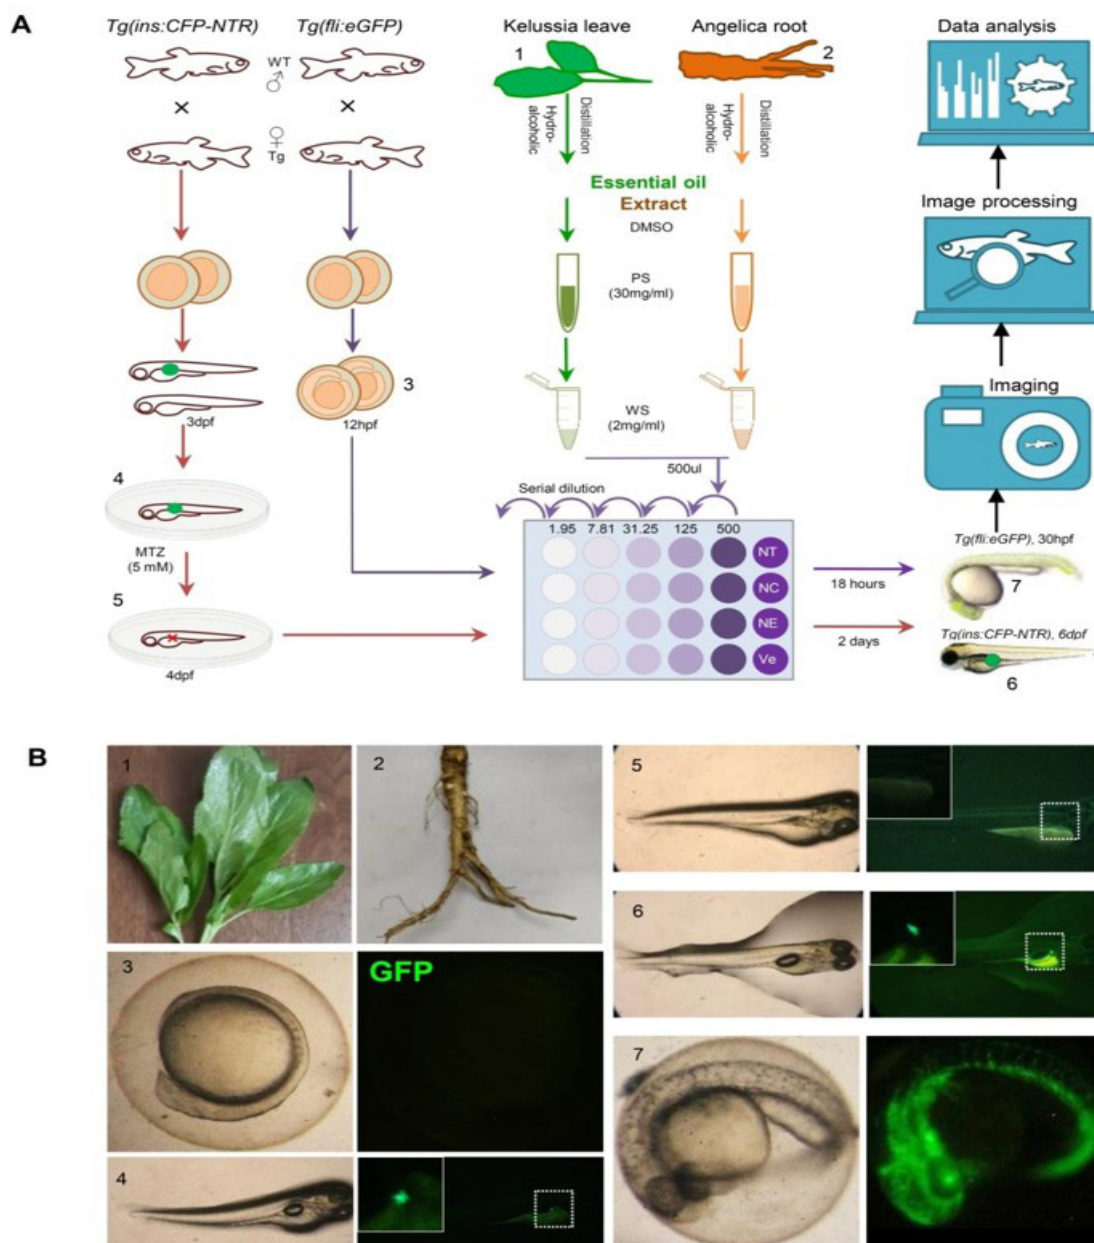 A
Tg(ins:CFP-NTR)
Tg(fli:eGFP)
WT
♂
×
×
♀
Tg
3dpf
12hpf
3
4
MTZ
(5 mM)
5
4dpf
Kelussia leave
Angelica root
1
2
Hydro-
alcoholic
Distillation
Hydro-
alcoholic
Distillation
Essential oil
Extract
DMSO
PS
(30mg/ml)
WS
(2mg/ml)
500ul
Serial dilution
1.95 7.81 31.25 125 500
NT
NC
NE
Ve
18 hours
2 days
Data analysis
Image processing
Imaging
Tg(fli:eGFP), 30hpf
7
Tg(ins:CFP-NTR), 6dpf
6
B
1
2
3
GFP
4
5
6
7